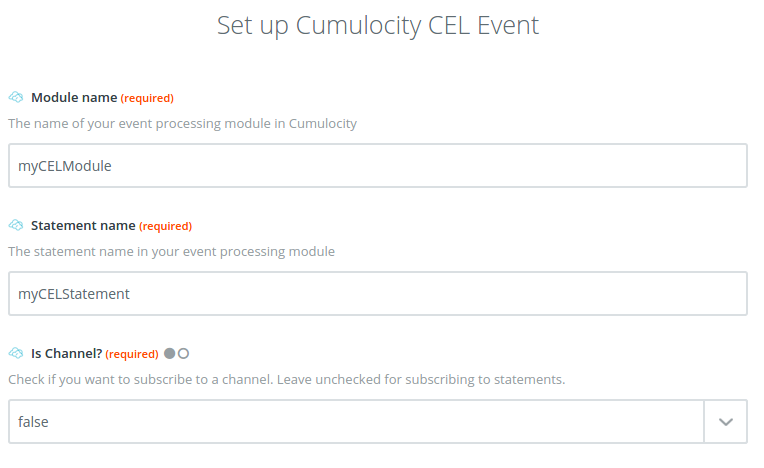 Set up Cumulocity CEL Event
Module name (required)
The name of your event processing module in Cumulocity
myCELModule
Statement name (required)
The statement name in your event processing module
myCELStatement
Is Channel? (required)
Check if you want to subscribe to a channel. Leave unchecked for subscribing to statements.
false